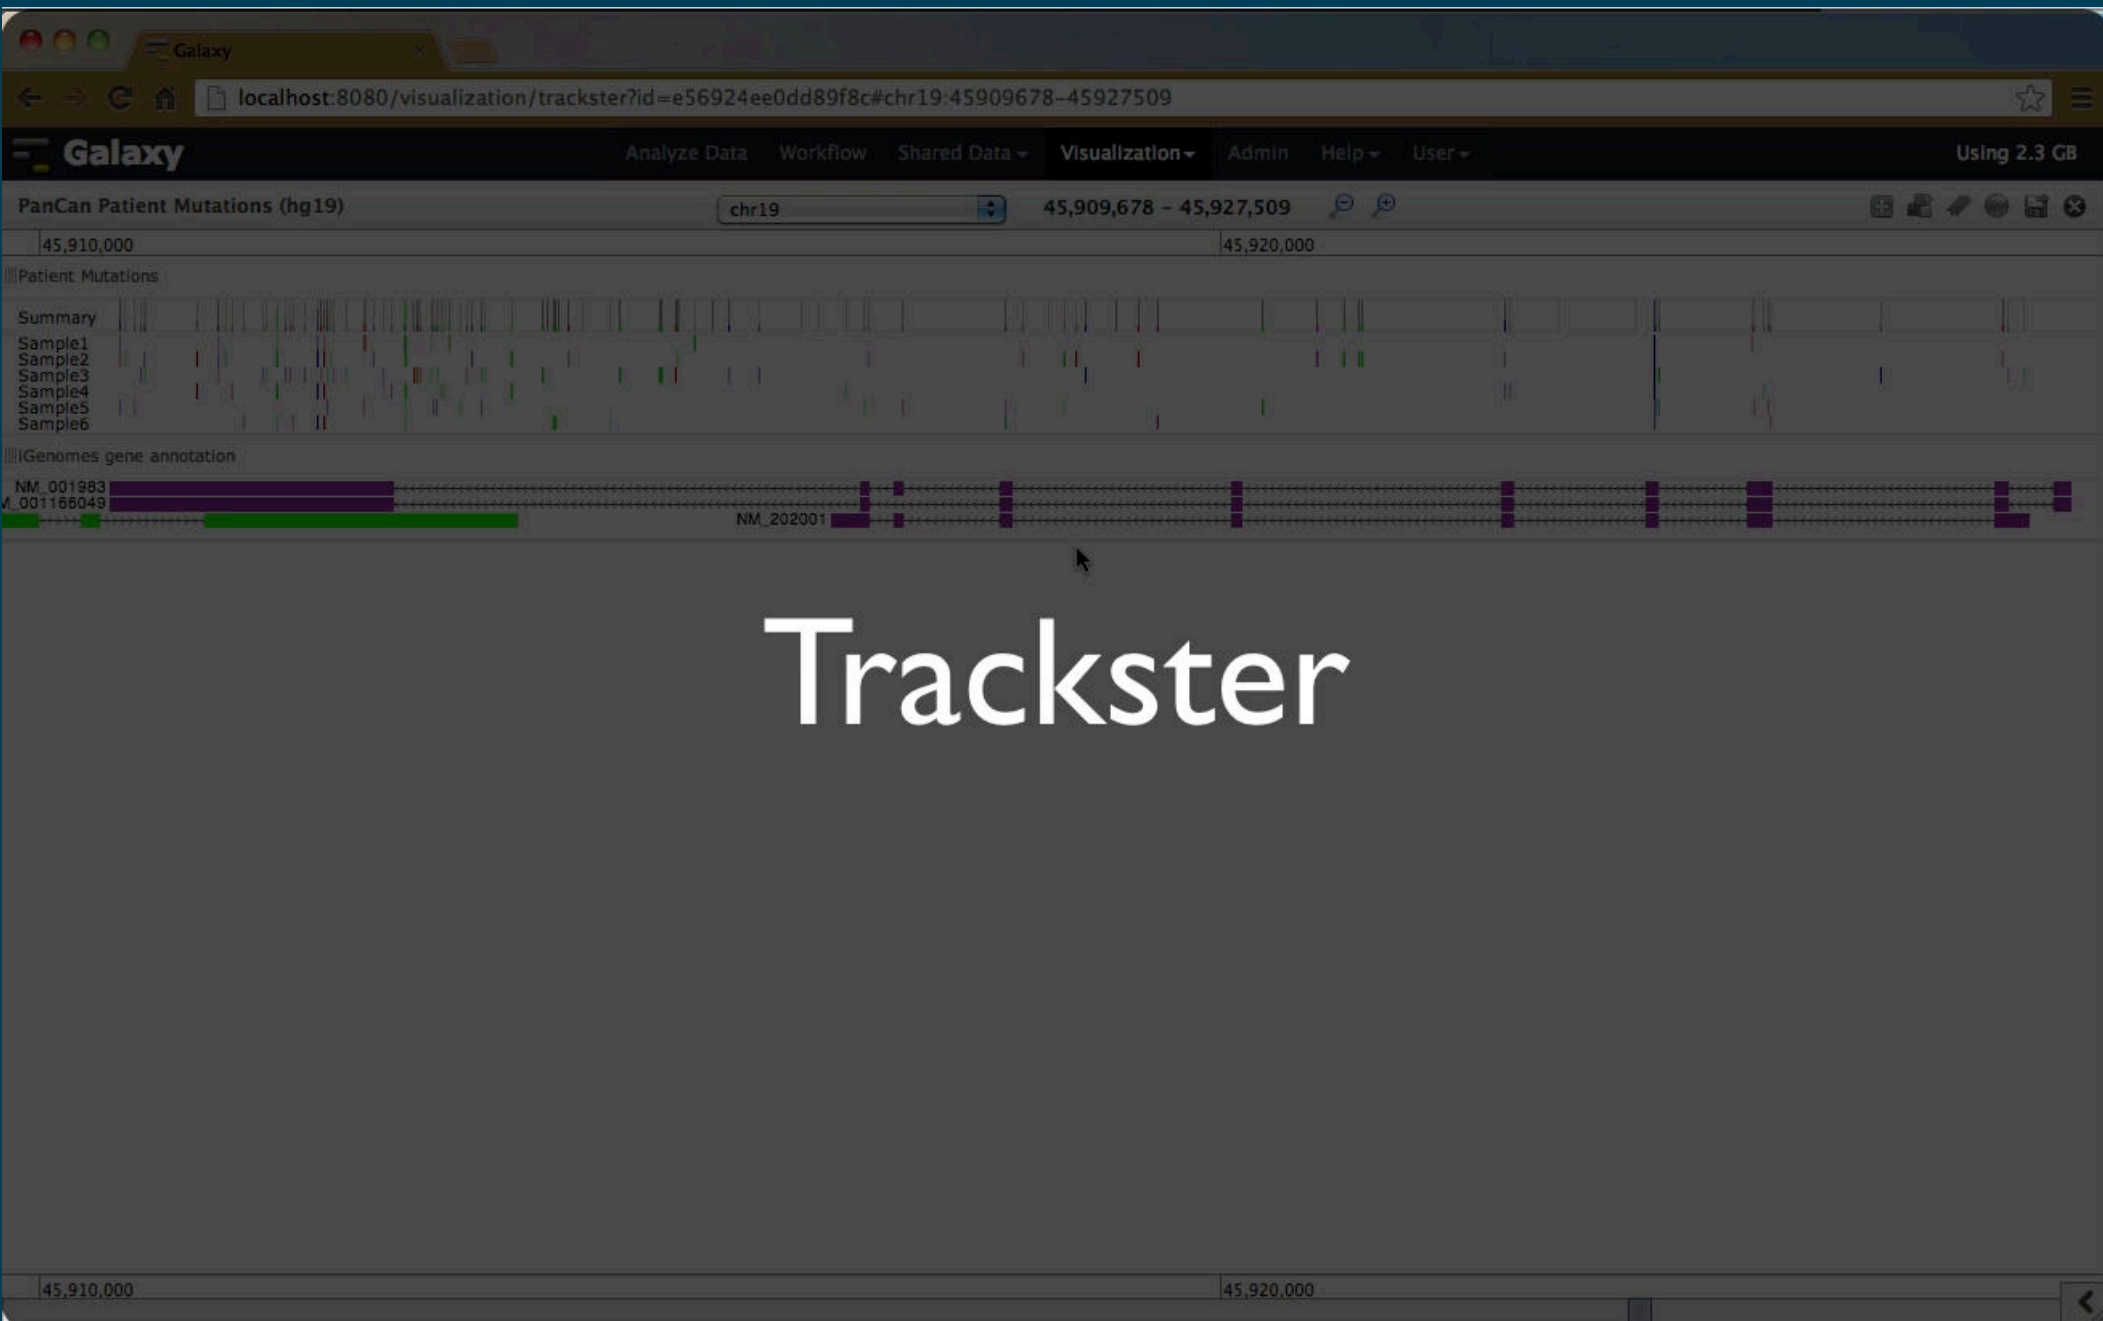 Galaxy
localhost:8080/visualization/trackster?id=e56924ee0dd89f8c#chr19:45909678-45927509
Galaxy Analyze Data Workflow Shared Data Visualization Admin Help User Using 2.3 GB
PanCan Patient Mutations (hg19) chr19 45,909,678 - 45,927,509
45,910,000 45,920,000
Patient Mutations
Summary
Sample1
Sample2
Sample3
Sample4
Sample5
Sample6
iGenomes gene annotation
NM_001983
M_001166049
NM_202001
Trackster
45,910,000 45,920,000